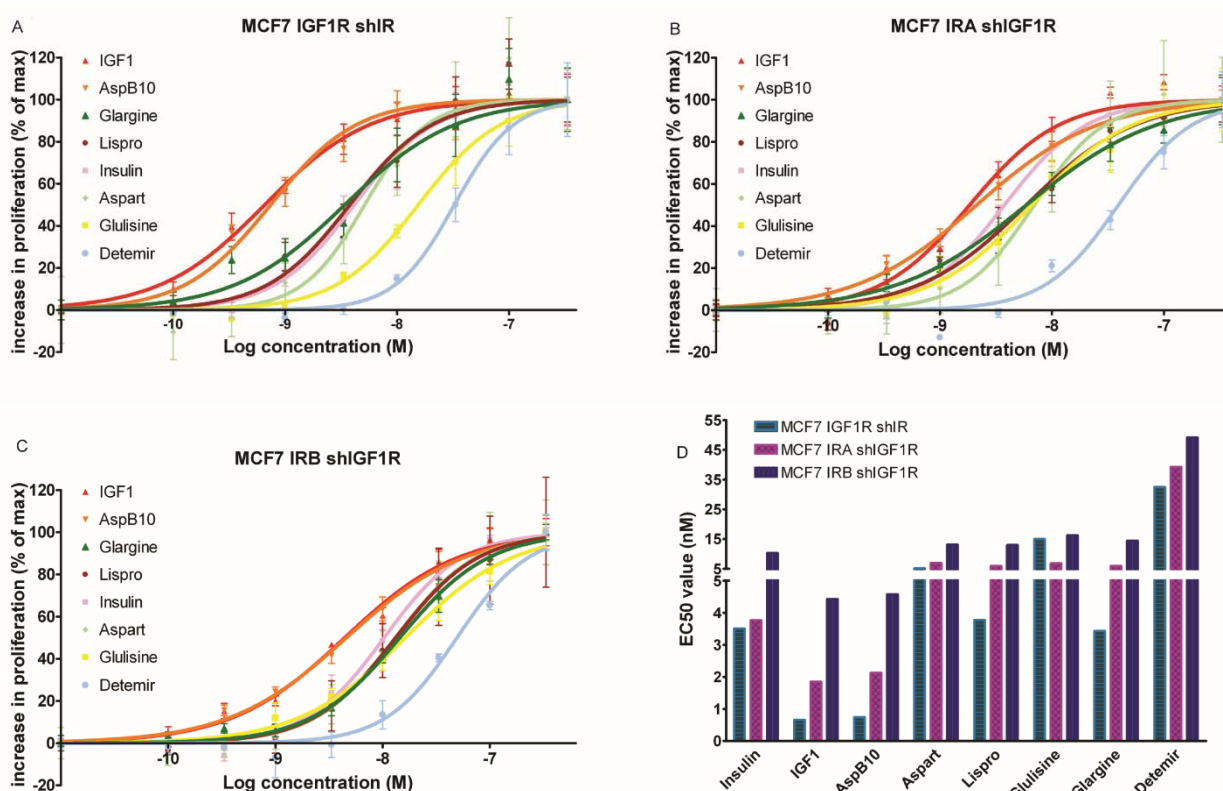 A
MCF7 IGF1R shIR
increase in proliferation (% of max)
120
100
80
60
40
20
0
-20
IGF1
AspB10
Glargine
Lispro
Insulin
Aspart
Glulisine
Detemir
-10
-9
-8
-7
Log concentration (M)
B
MCF7 IRA shIGF1R
increase in proliferation (% of max)
120
100
80
60
40
20
0
-20
IGF1
AspB10
Glargine
Lispro
Insulin
Aspart
Glulisine
Detemir
-10
-9
-8
-7
Log concentration (M)
C
MCF7 IRB shIGF1R
increase in proliferation (% of max)
120
100
80
60
40
20
0
-20
IGF1
AspB10
Glargine
Lispro
Insulin
Aspart
Glulisine
Detemir
-10
-9
-8
-7
Log concentration (M)
D
MCF7 IGF1R shIR
MCF7 IRA shIGF1R
MCF7 IRB shIGF1R
EC50 value (nM)
55
45
35
25
15
5
4
3
2
1
0
Insulin
IGF1
AspB10
Aspart
Lispro
Glulisine
Glargine
Detemir